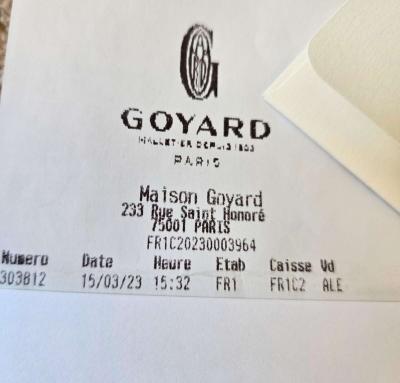 GOYARD
MALLETIER DEPUIS 1853
PARIS
Maison Goyard
233 Rue Saint Honoré
75001 PARIS
FR1C20230003964
Numero Date Heure Etab Caisse Vd
303812 15/03/23 15:32 FR1 FR1C2 ALE